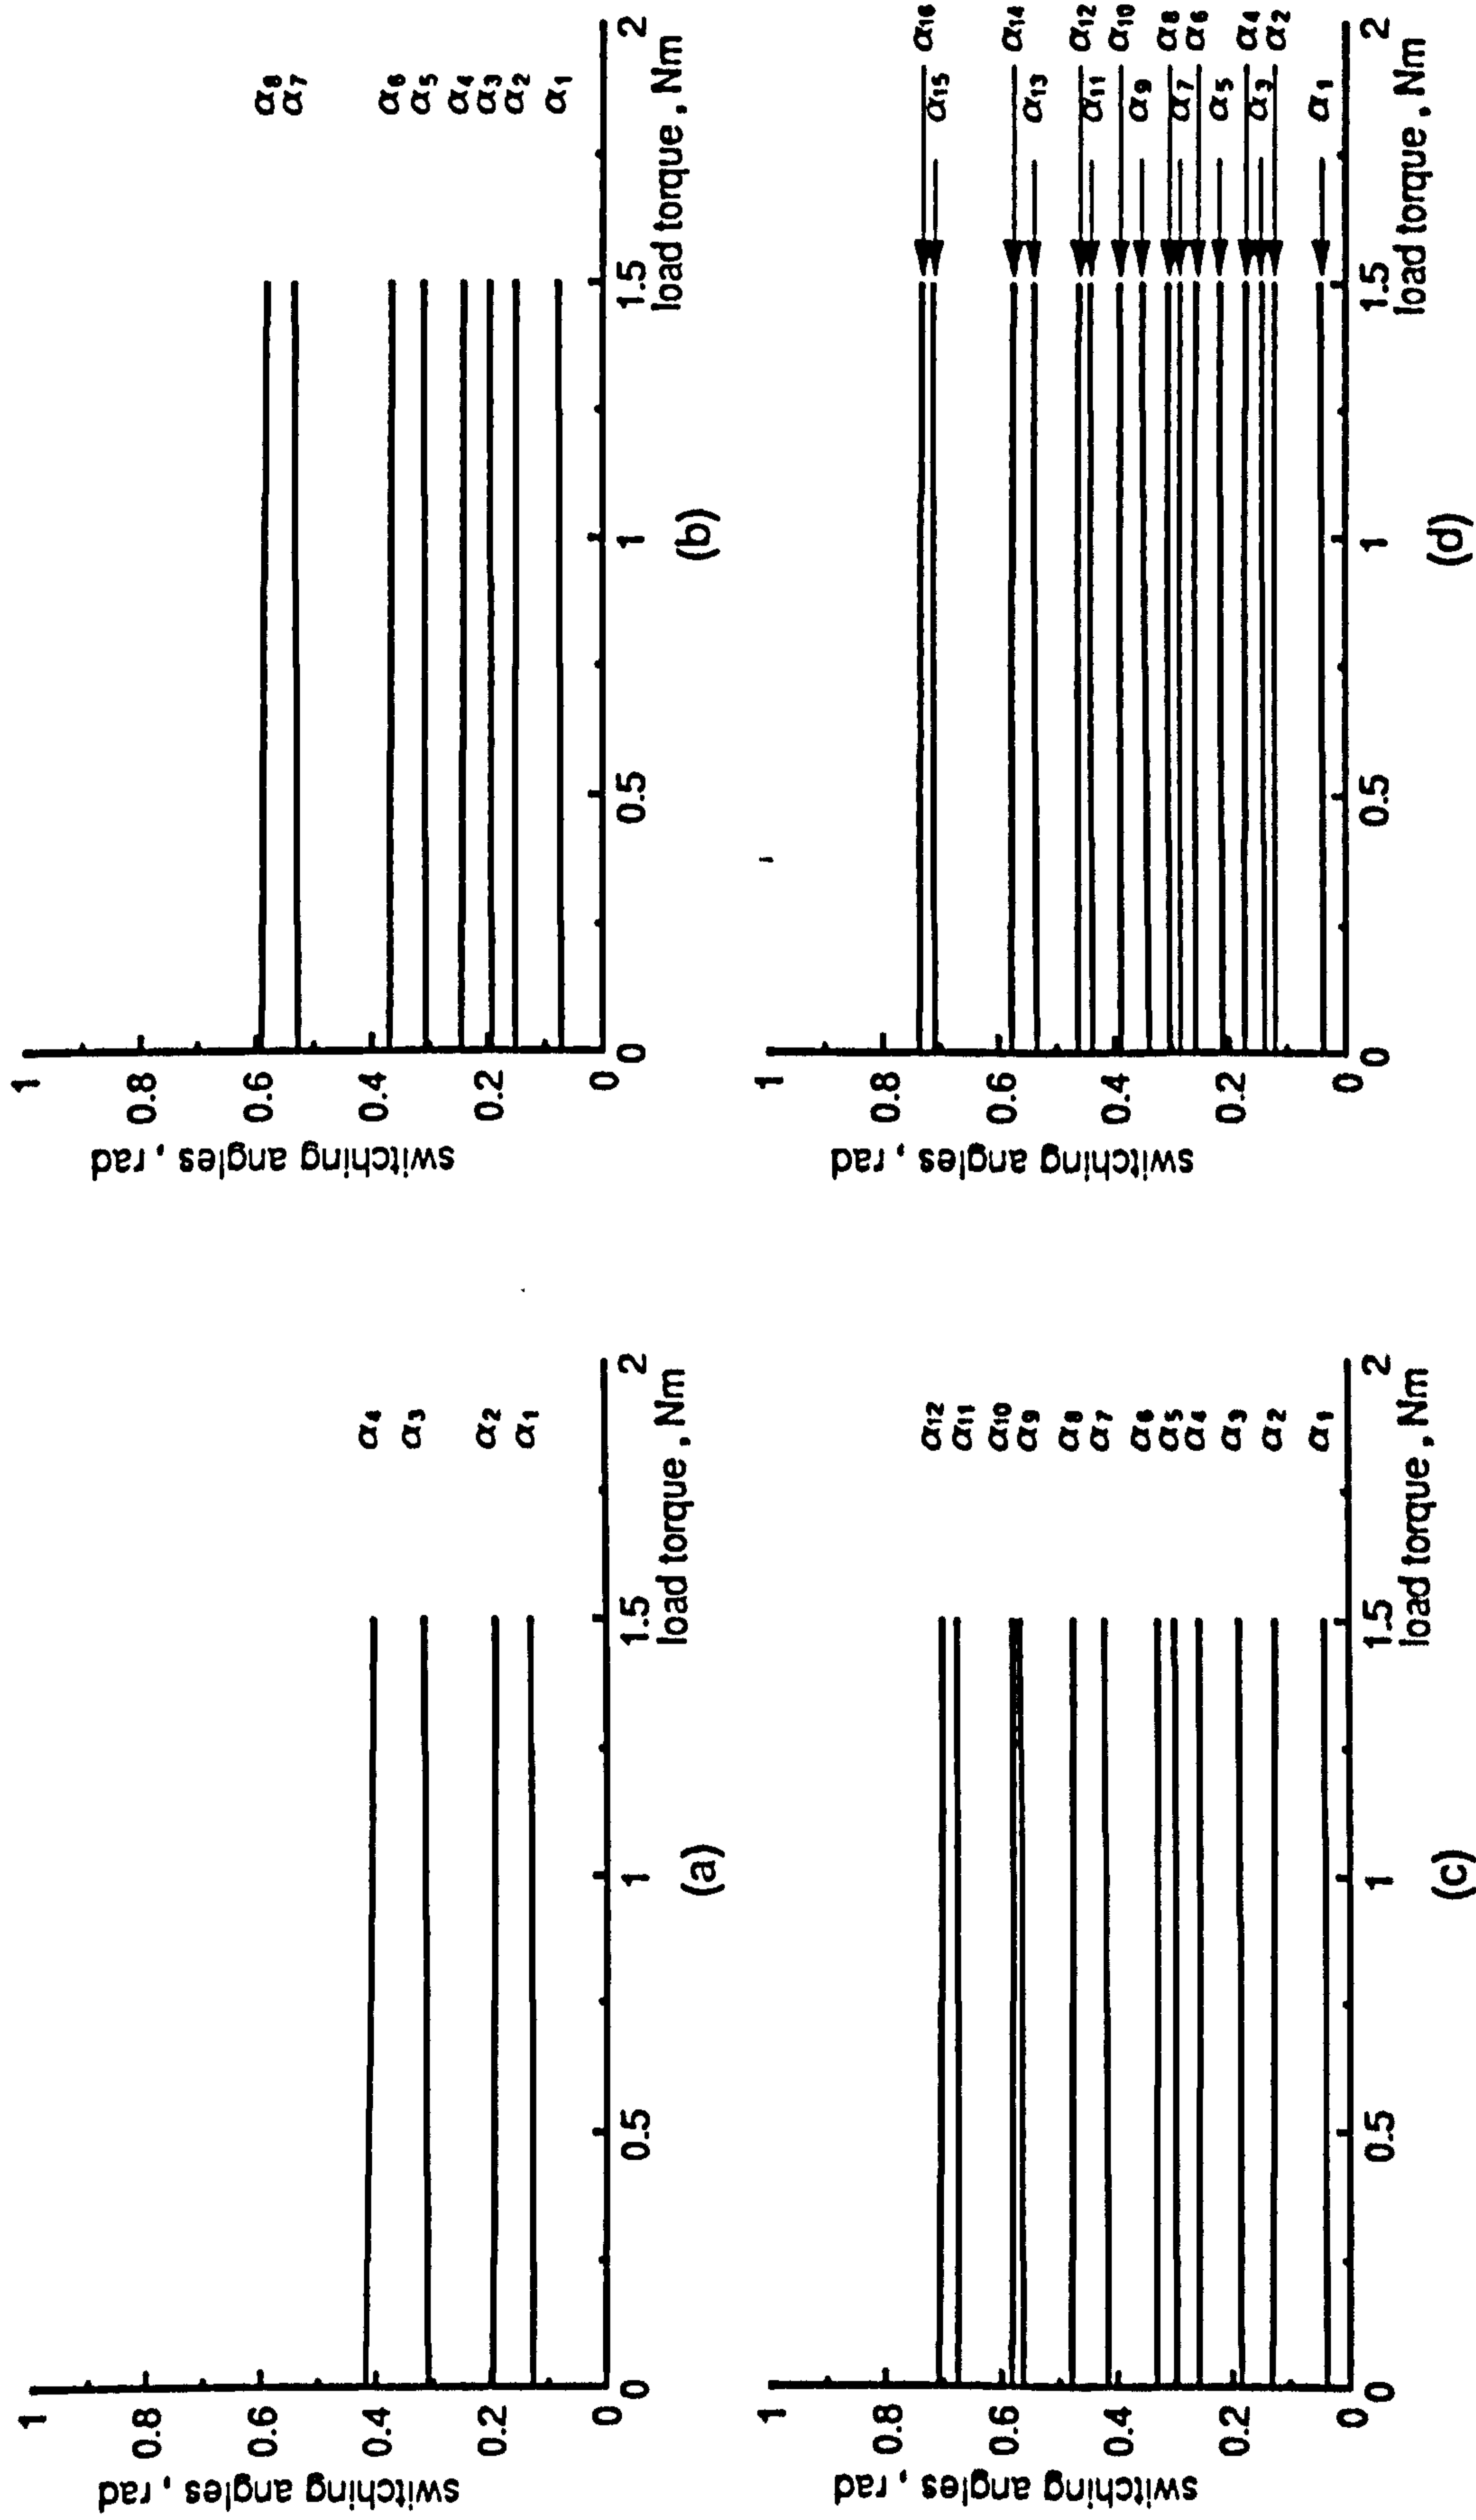 switching angles, rad
1
0.8
0.6
0.4
0.2
0
α4
α3
α2
α1
0
0.5
1
1.5
2
load torque, Nm
(a)
switching angles, rad
1
0.8
0.6
0.4
0.2
0
α8
α7
α6
α5
α4
α3
α2
α1
0
0.5
1
1.5
2
load torque, Nm
(b)
switching angles, rad
1
0.8
0.6
0.4
0.2
0
α12
α11
α10
α9
α8
α7
α6
α5
α4
α3
α2
α1
0
0.5
1
1.5
2
load torque, Nm
(c)
switching angles, rad
1
0.8
0.6
0.4
0.2
0
α16
α15
α14
α13
α12
α11
α10
α9
α8
α7
α6
α5
α4
α3
α2
α1
0
0.5
1
1.5
2
load torque, Nm
(d)